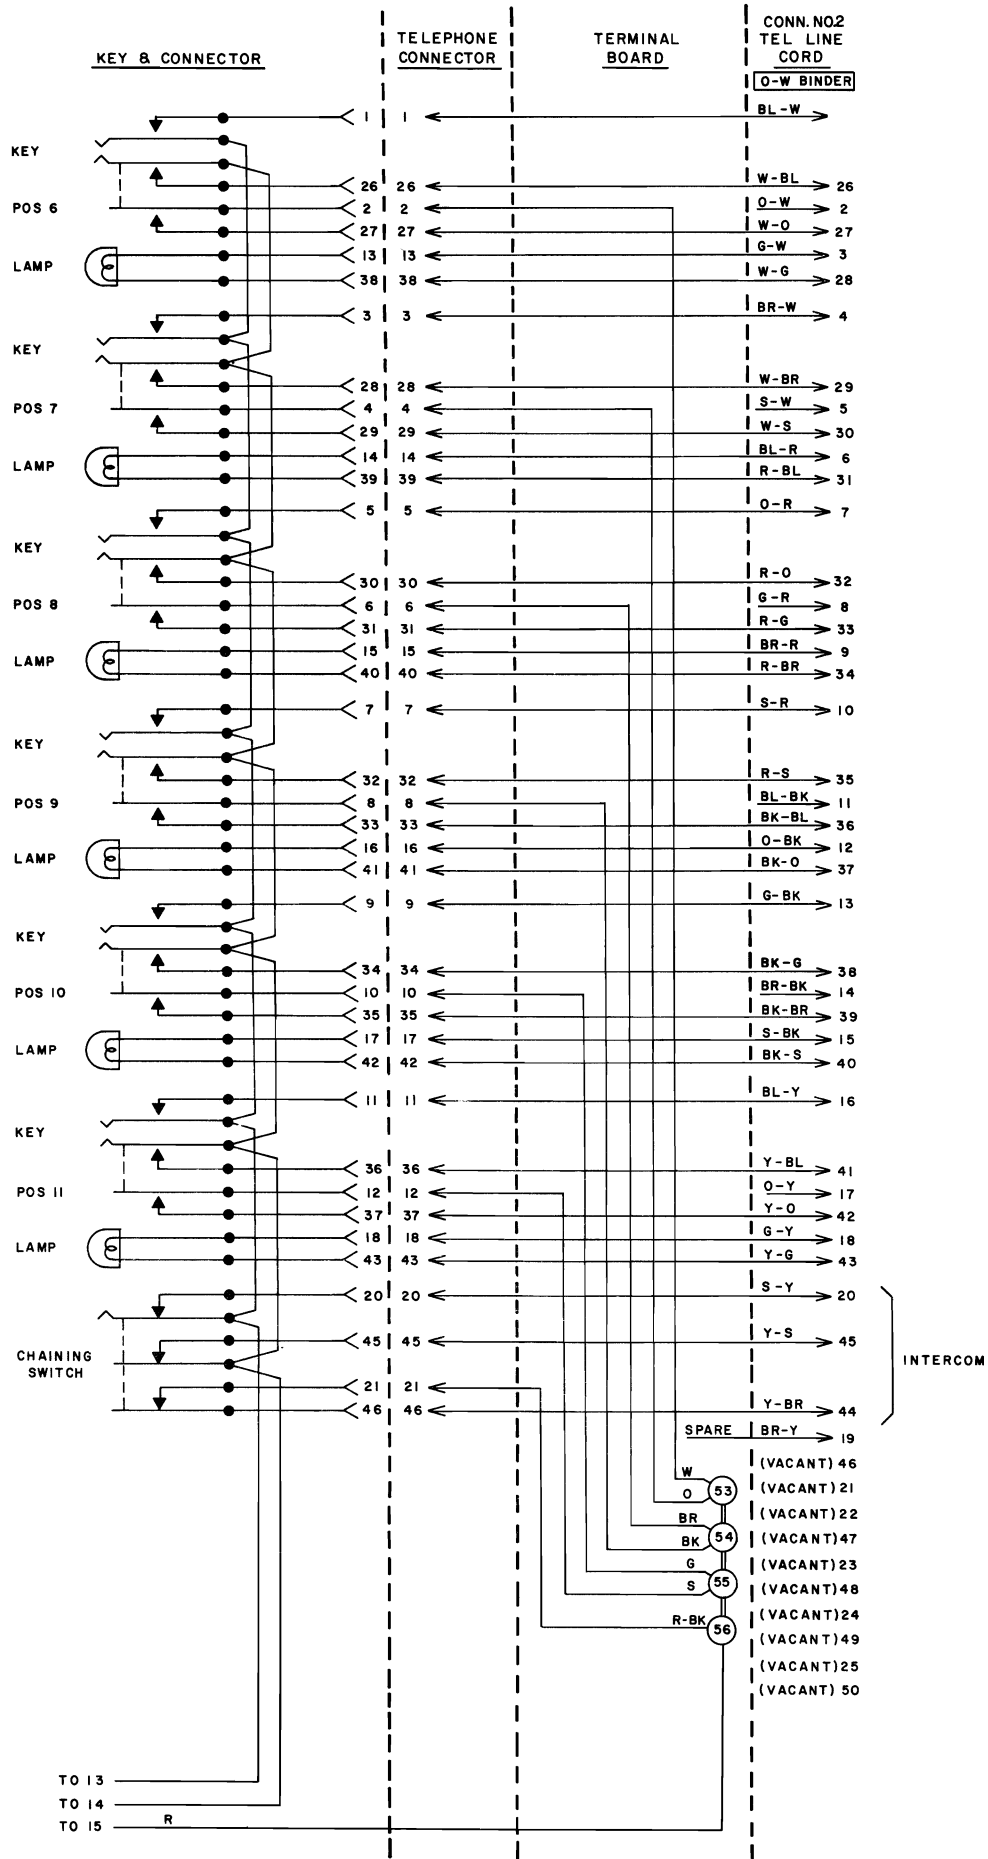 KEY & CONNECTOR
TELEPHONE
CONNECTOR
TERMINAL
BOARD
CONN. NO.2
TEL LINE
CORD
O-W BINDER
1 1 BL-W
KEY
26 26 W-BL 26
POS 6 2 2 O-W 2
27 27 W-O 27
13 13 G-W 3
LAMP
38 38 W-G 28
3 3 BR-W 4
KEY
28 28 W-BR 29
POS 7 4 4 S-W 5
29 29 W-S 30
14 14 BL-R 6
LAMP
39 39 R-BL 31
5 5 O-R 7
KEY
30 30 R-O 32
POS 8 6 6 G-R 8
31 31 R-G 33
15 15 BR-R 9
LAMP
40 40 R-BR 34
7 7 S-R 10
KEY
32 32 R-S 35
POS 9 8 8 BL-BK 11
33 33 BK-BL 36
16 16 O-BK 12
LAMP
41 41 BK-O 37
9 9 G-BK 13
KEY
34 34 BK-G 38
POS 10 10 10 BR-BK 14
35 35 BK-BR 39
17 17 S-BK 15
LAMP
42 42 BK-S 40
11 11 BL-Y 16
KEY
36 36 Y-BL 41
POS 11 12 12 O-Y 17
37 37 Y-O 42
18 18 G-Y 18
LAMP
43 43 Y-G 43
20 20 S-Y 20
45 45 Y-S 45
CHAINING
SWITCH
INTERCOM
21 21
46 46 Y-BR 44
SPARE BR-Y 19
(VACANT) 46
W
53
(VACANT) 21
O
(VACANT) 22
BR
54
(VACANT) 47
BK
(VACANT) 23
G
55
(VACANT) 48
S
(VACANT) 24
R-BK
56
(VACANT) 49
(VACANT) 25
(VACANT) 50
TO 13
TO 14
TO 15 R